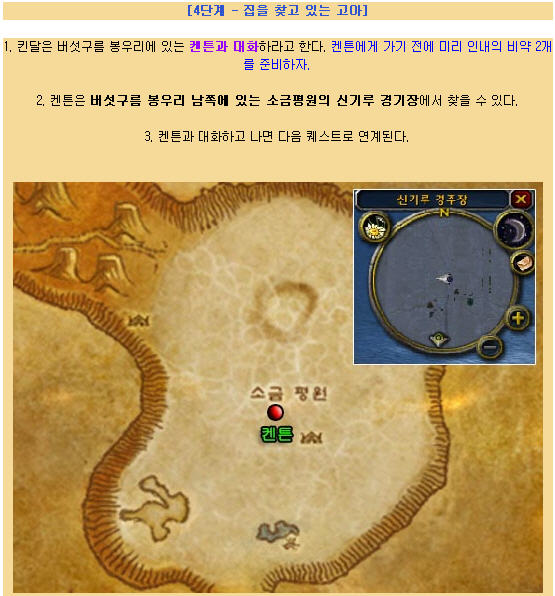 [4단계 - 집을 찾고 있는 고아]
1. 킨달은 버섯구름 봉우리에 있는 켄튼과 대화하라고 한다. 켄튼에게 가기 전에 미리 인내의 비약 2개
를 준비하자.
2. 켄튼은 버섯구름 봉우리 남쪽에 있는 소금평원의 신기루 경기장에서 찾을 수 있다.
3. 켄튼과 대화하고 나면 다음 퀘스트로 연계된다.
신기루 경주장
N
소금 평원
켄튼